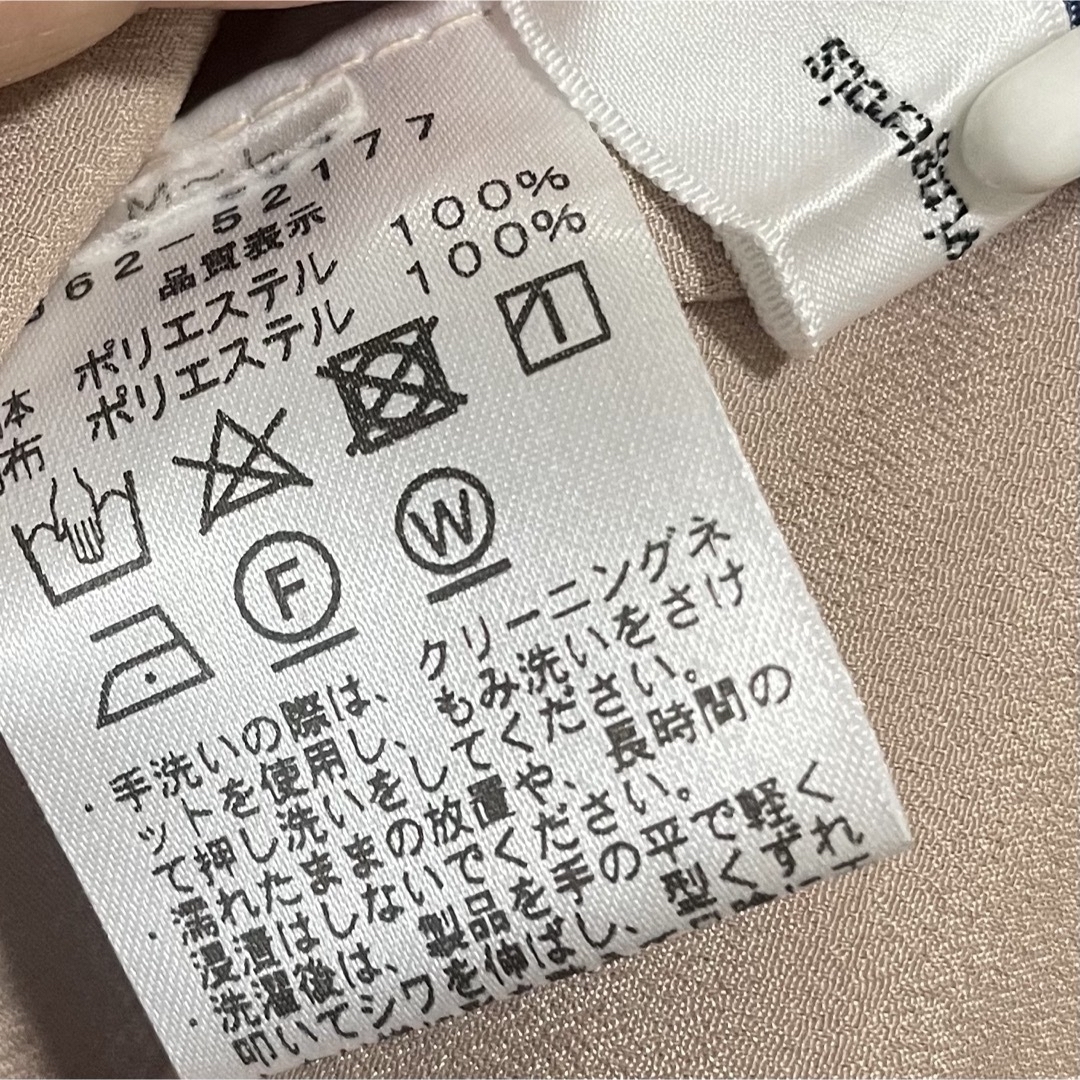 M～L
62-52177
品質表示
本 ポリエステル 100%
布 ポリエステル 100%
F
W
・手洗いの際は、クリーニングネ
ットを使用し、もみ洗いをさけ
て押し洗いをしてください。
・濡れたままの放置や、長時間の
浸漬はしないでください。
・洗濯後は、製品を手の平で軽く
叩いてシワを伸ばし、型くずれ